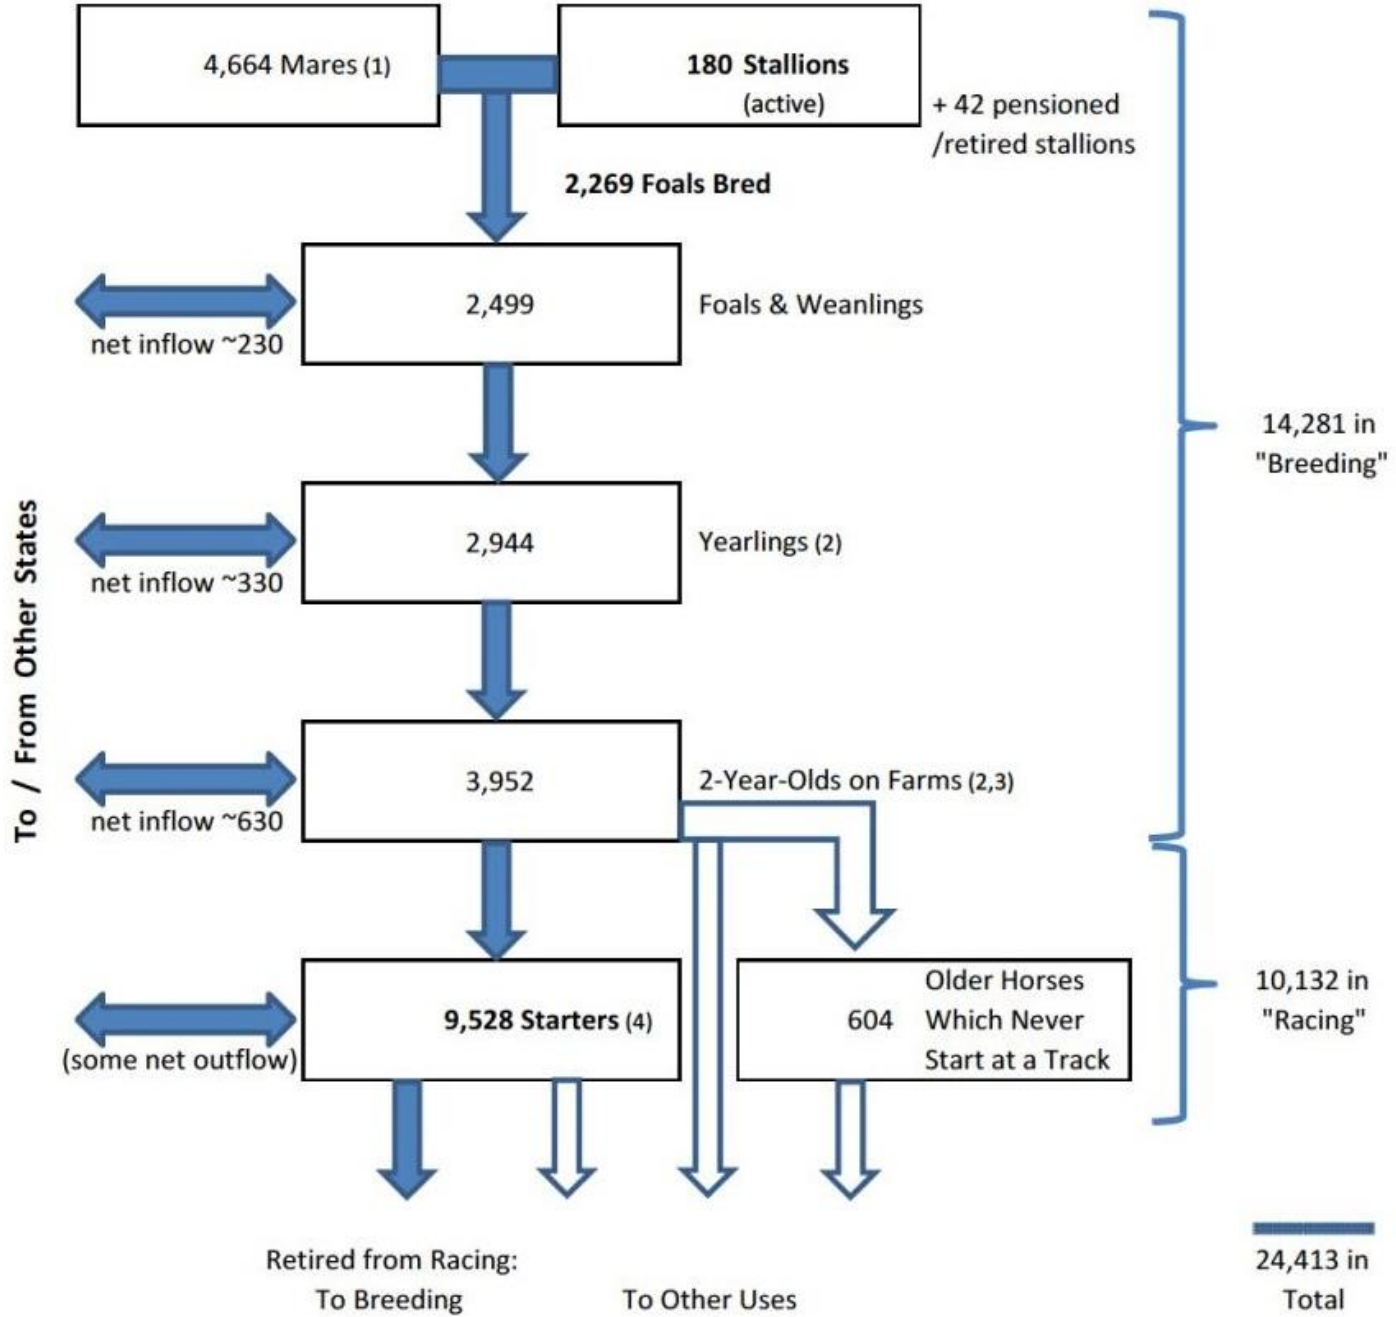 4,664 Mares (1)
180 Stallions
(active)
+ 42 pensioned
/retired stallions
2,269 Foals Bred
2,499
Foals & Weanlings
net inflow ~230
14,281 in
"Breeding"
2,944
Yearlings (2)
net inflow ~330
To / From Other States
3,952
2-Year-Olds on Farms (2,3)
net inflow ~630
9,528 Starters (4)
(some net outflow)
604
Older Horses
Which Never
Start at a Track
10,132 in
"Racing"
Retired from Racing:
To Breeding
To Other Uses
24,413 in
Total